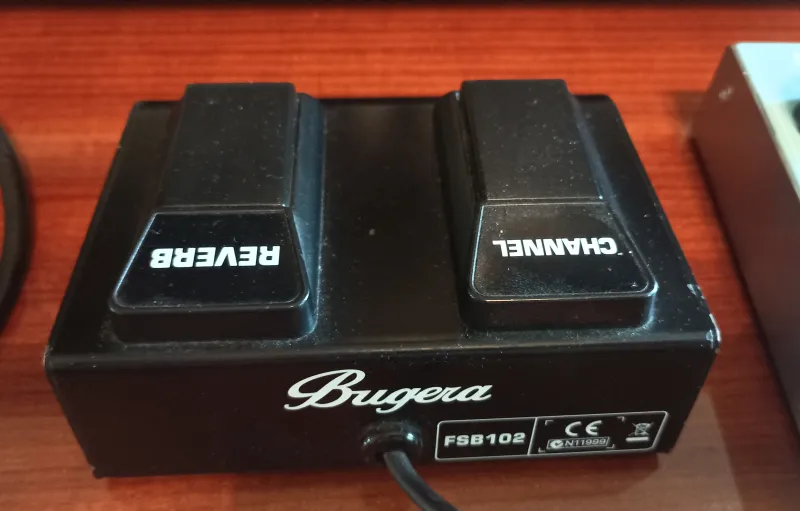 REVERB
CHANNEL
Bugera
FSB102
CE
N11999